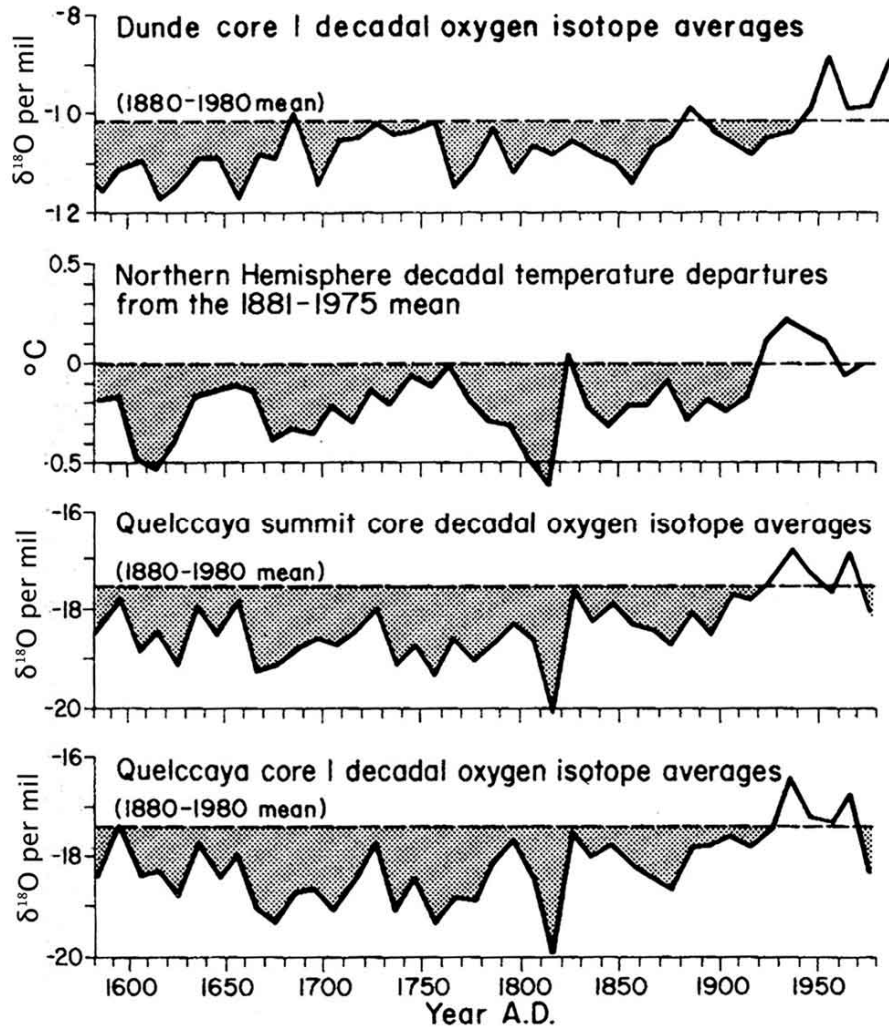 Dunde core I decadal oxygen isotope averages
(1880-1980 mean)
-8
-10
-12
δ¹⁸O per mil
Northern Hemisphere decadal temperature departures
from the 1881-1975 mean
0.5
0
-0.5
°C
Quelccaya summit core decadal oxygen isotope averages
(1880-1980 mean)
-16
-18
-20
δ¹⁸O per mil
Quelccaya core I decadal oxygen isotope averages
(1880-1980 mean)
-16
-18
-20
δ¹⁸O per mil
1600 1650 1700 1750 1800 1850 1900 1950
Year A.D.